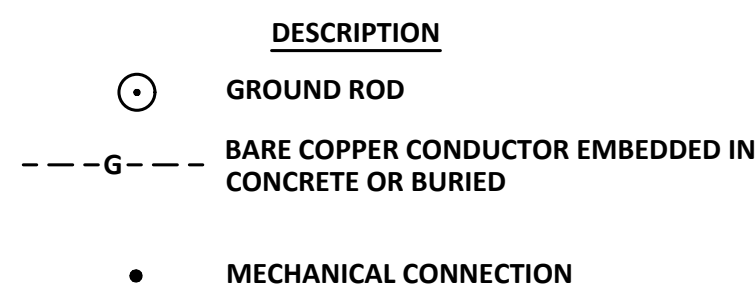 DESCRIPTION
GROUND ROD
G
BARE COPPER CONDUCTOR EMBEDDED IN
CONCRETE OR BURIED
MECHANICAL CONNECTION